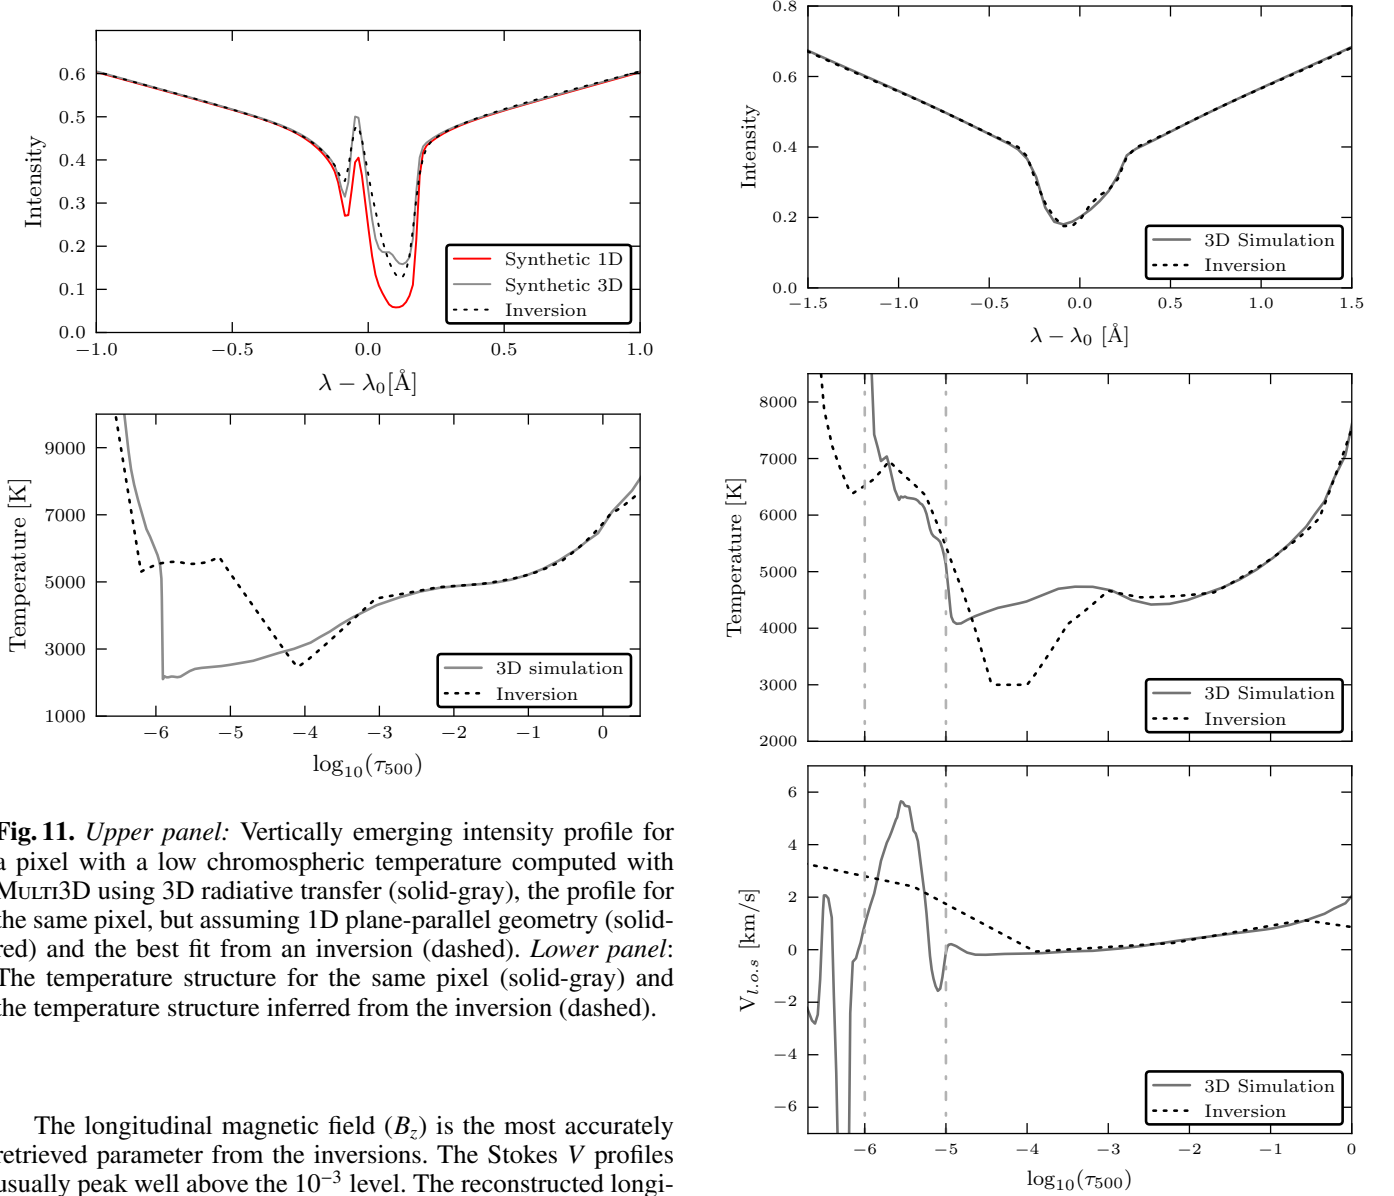 0.6
0.5
0.4
0.3
0.2
0.1
0.0
Intensity
−1.0 −0.5 0.0 0.5 1.0
λ − λ0[Å]
Synthetic 1D
Synthetic 3D
Inversion
9000
7000
5000
3000
1000
Temperature [K]
−6 −5 −4 −3 −2 −1 0
log10(τ500)
3D simulation
Inversion
Fig. 11. Upper panel: Vertically emerging intensity profile for
a pixel with a low chromospheric temperature computed with
MULTI3D using 3D radiative transfer (solid-gray), the profile for
the same pixel, but assuming 1D plane-parallel geometry (solid-
red) and the best fit from an inversion (dashed). Lower panel:
The temperature structure for the same pixel (solid-gray) and
the temperature structure inferred from the inversion (dashed).
The longitudinal magnetic field (Bz) is the most accurately
retrieved parameter from the inversions. The Stokes V profiles
usually peak well above the 10−3 level. The reconstructed longi-
0.8
0.6
0.4
0.2
0.0
Intensity
−1.5 −1.0 −0.5 0.0 0.5 1.0 1.5
λ − λ0 [Å]
3D Simulation
Inversion
8000
7000
6000
5000
4000
3000
2000
Temperature [K]
3D Simulation
Inversion
6
4
2
0
−2
−4
−6
Vl.o.s [km/s]
3D Simulation
Inversion
−6 −5 −4 −3 −2 −1 0
log10(τ500)